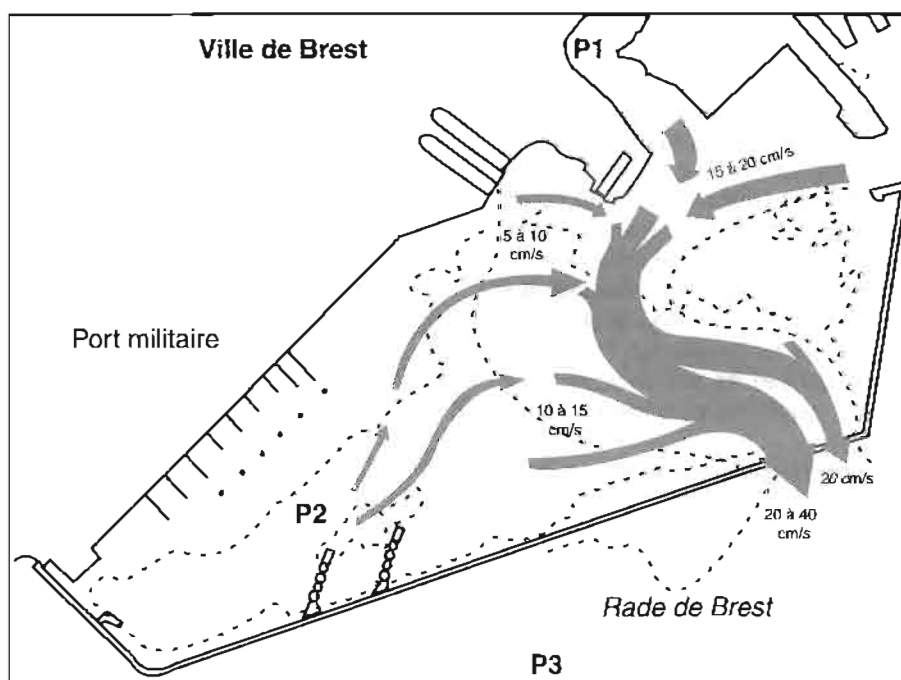 Ville de Brest
P1
15 à 20 cm/s
5 à 10
cm/s
Port militaire
10 à 15
cm/s
20 cm/s
P2
20 à 40
cm/s
Rade de Brest
P3